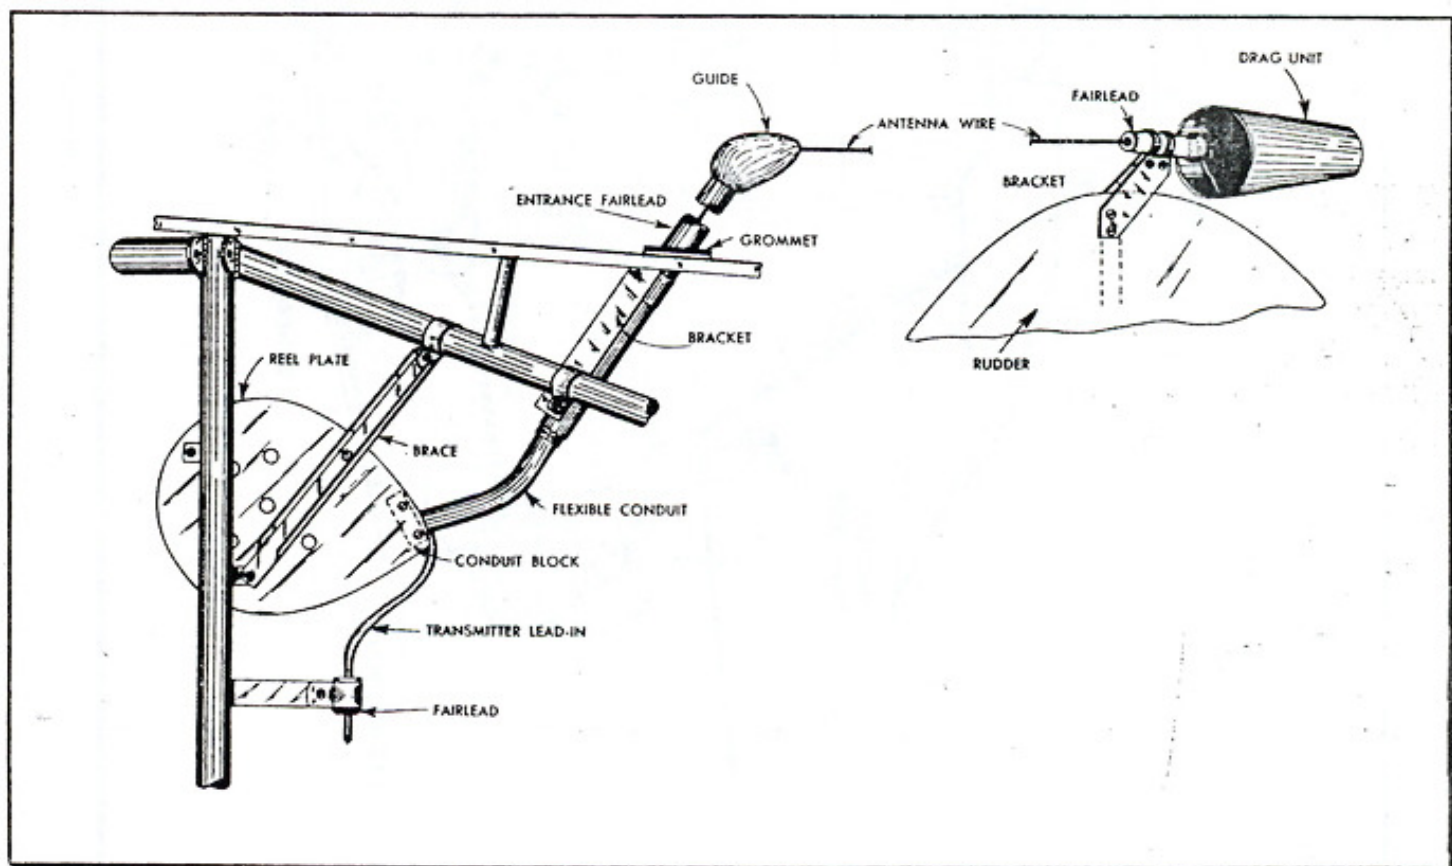 GUIDE
DRAG UNIT
FAIRLEAD
ANTENNA WIRE
BRACKET
ENTRANCE FAIRLEAD
GROMMET
BRACKET
REEL PLATE
RUDDER
BRACE
FLEXIBLE CONDUIT
CONDUIT BLOCK
TRANSMITTER LEAD-IN
FAIRLEAD